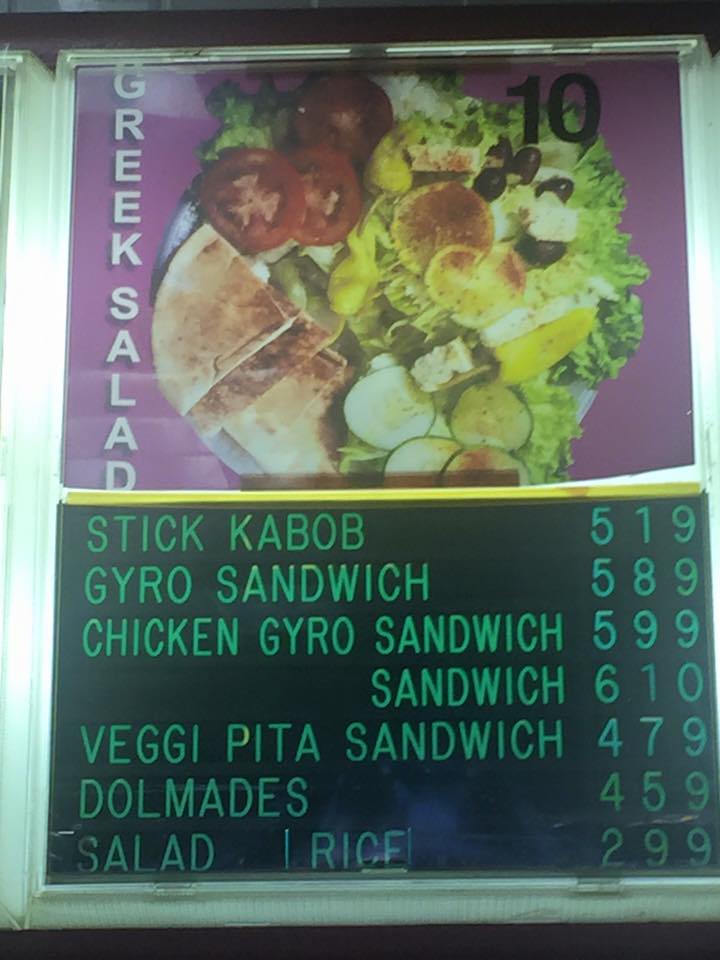 GREEK SALAD
10
STICK KABOB 519
GYRO SANDWICH 589
CHICKEN GYRO SANDWICH 599
SANDWICH 610
VEGGI PITA SANDWICH 479
DOLMADES 459
SALAD RICE 299